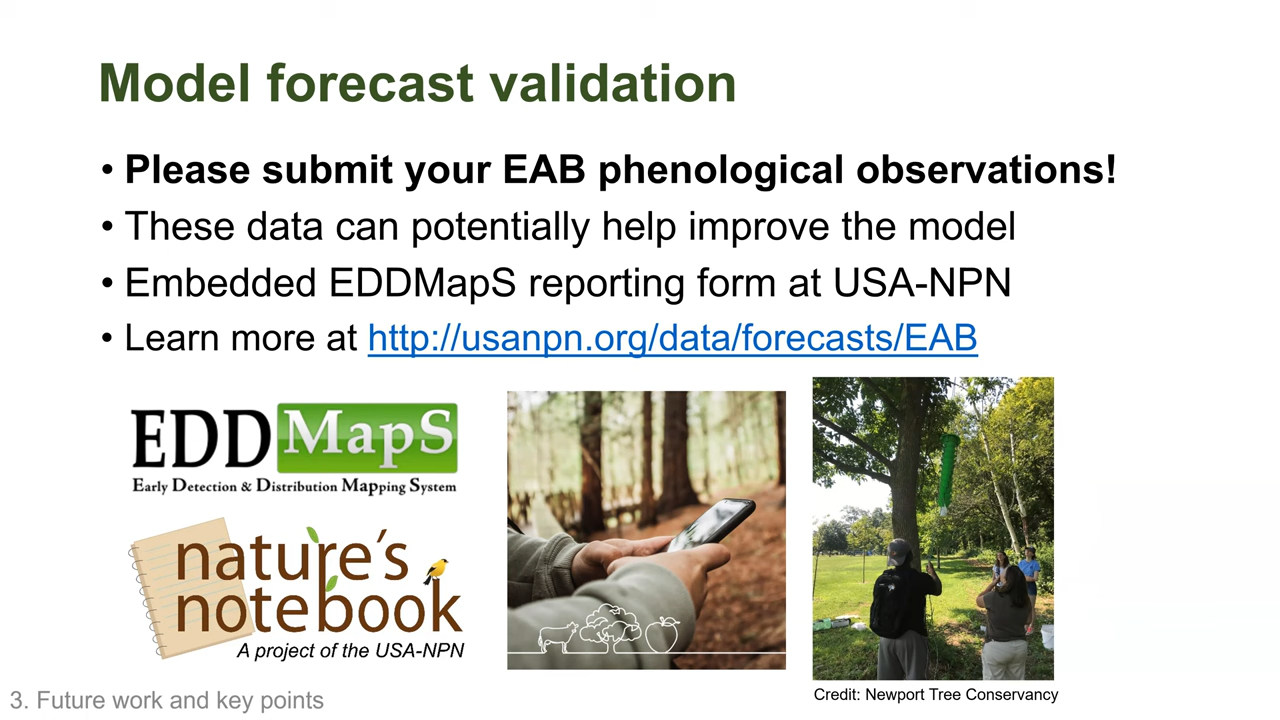 Model forecast validation
• Please submit your EAB phenological observations!
• These data can potentially help improve the model
• Embedded EDDMapS reporting form at USA-NPN
• Learn more at http://usanpn.org/data/forecasts/EAB
EDDMapS
Early Detection & Distribution Mapping System
nature's
notebook
A project of the USA-NPN
Credit: Newport Tree Conservancy
3. Future work and key points